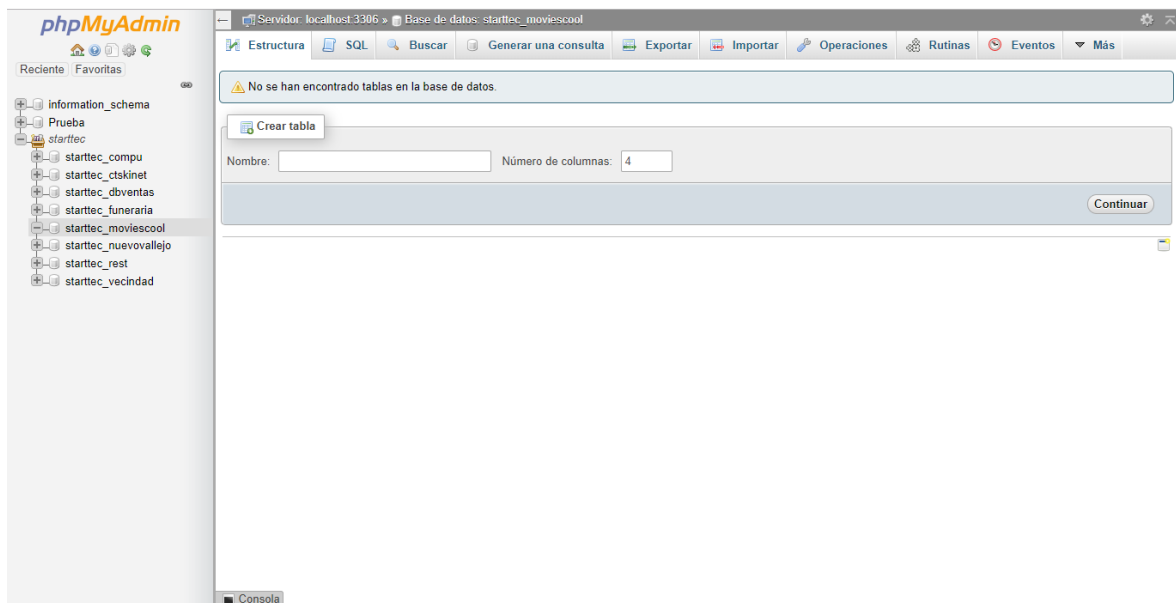 phpMyAdmin
Reciente Favoritas
information_schema
Prueba
starttec
starttec_compu
starttec_ctskinet
starttec_dbventas
starttec_funeraria
starttec_moviescool
starttec_nuevovallejo
starttec_rest
starttec_vecindad
Servidor: localhost:3306 » Base de datos: starttec_moviescool
Estructura SQL Buscar Generar una consulta Exportar Importar Operaciones Rutinas Eventos Más
No se han encontrado tablas en la base de datos.
Crear tabla
Nombre: Número de columnas: 4
Continuar
Consola